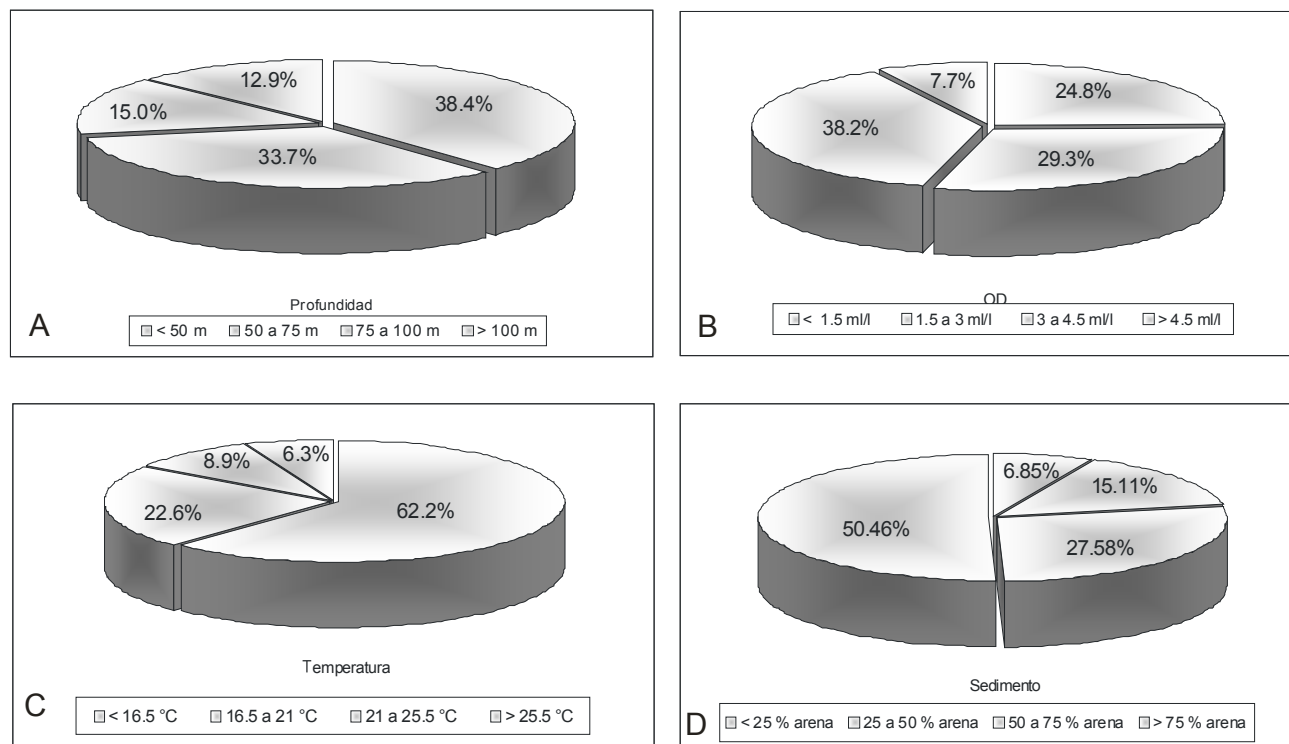 12.9%
38.4%
15.0%
33.7%
Profundidad
A
< 50 m 50 a 75 m 75 a 100 m > 100 m
7.7%
24.8%
38.2%
29.3%
OD
B
< 1.5 ml/l 1.5 a 3 ml/l 3 a 4.5 ml/l > 4.5 ml/l
6.3%
8.9%
22.6%
62.2%
Temperatura
C
< 16.5 °C 16.5 a 21 °C 21 a 25.5 °C > 25.5 °C
6.85%
15.11%
50.46%
27.58%
Sedimento
D
< 25 % arena 25 a 50 % arena 50 a 75 % arena > 75 % arena